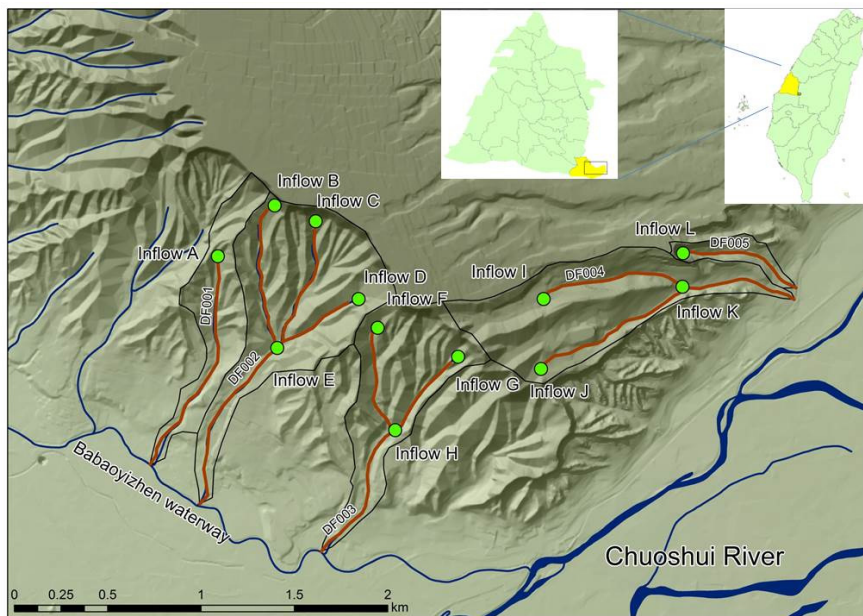 Inflow B
Inflow C
Inflow L
DF005
Inflow A
Inflow D
Inflow I
DF004
Inflow F
DF001
Inflow K
DF002
Inflow E
Inflow G
Inflow J
Inflow H
Babaoyizhen waterway
DF003
Chuoshui River
0 0.25 0.5 1 1.5 2
km